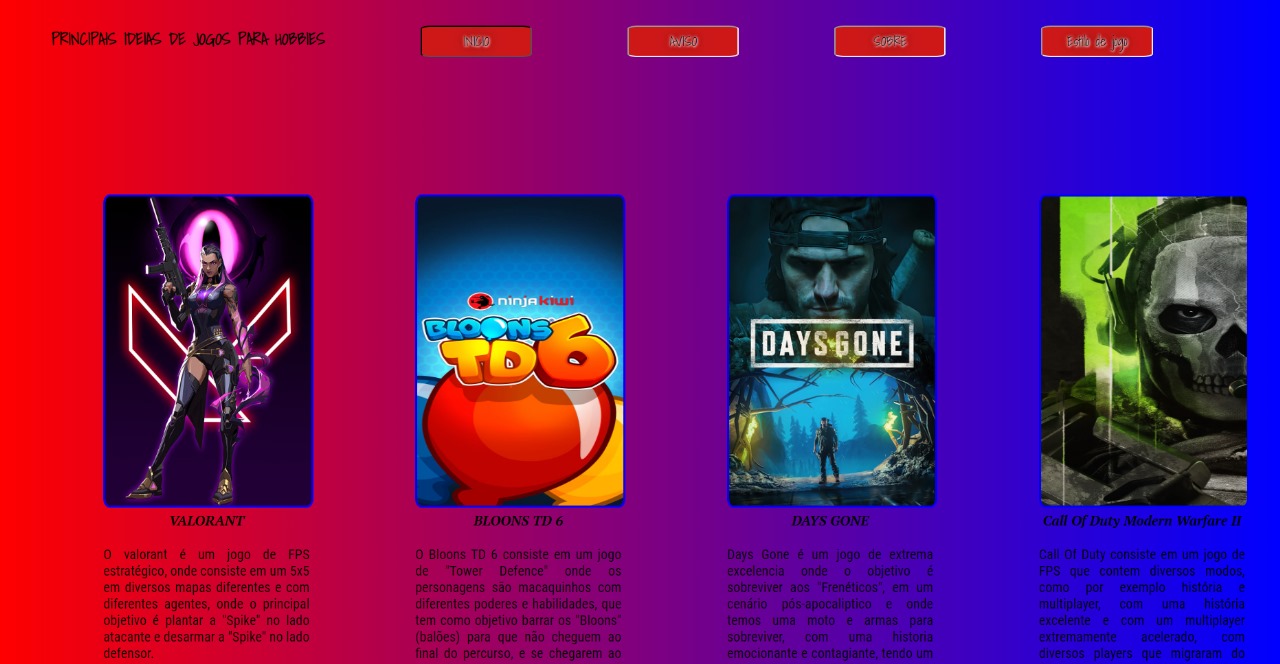 PRINCIPAIS IDEIAS DE JOGOS PARA HOBBIES
INICIO
AVISO
SOBRE
Estilo de jogo
ninja kiwi
BLOONS
TD 6
DAYS GONE
VALORANT
O valorant é um jogo de FPS
estratégico, onde consiste em um 5x5
em diversos mapas diferentes e com
diferentes agentes, onde o principal
objetivo é plantar a "Spike" no lado
atacante e desarmar a "Spike" no lado
defensor.
BLOONS TD 6
O Bloons TD 6 consiste em um jogo
de "Tower Defence" onde os
personagens são macaquinhos com
diferentes poderes e habilidades, que
tem como objetivo barrar os "Bloons"
(balões) para que não cheguem ao
final do percurso, e se chegarem ao
DAYS GONE
Days Gone é um jogo de extrema
excelencia onde o objetivo é
sobreviver aos "Frenéticos", em um
cenário pós-apocalíptico e onde
temos uma moto e armas para
sobreviver, com uma historia
emocionante e contagiante, tendo um
Call Of Duty Modern Warfare II
Call Of Duty consiste em um jogo de
FPS que contem diversos modos,
como por exemplo história e
multiplayer, com uma história
excelente e com um multiplayer
extremamente acelerado, com
diversos players que migraram do